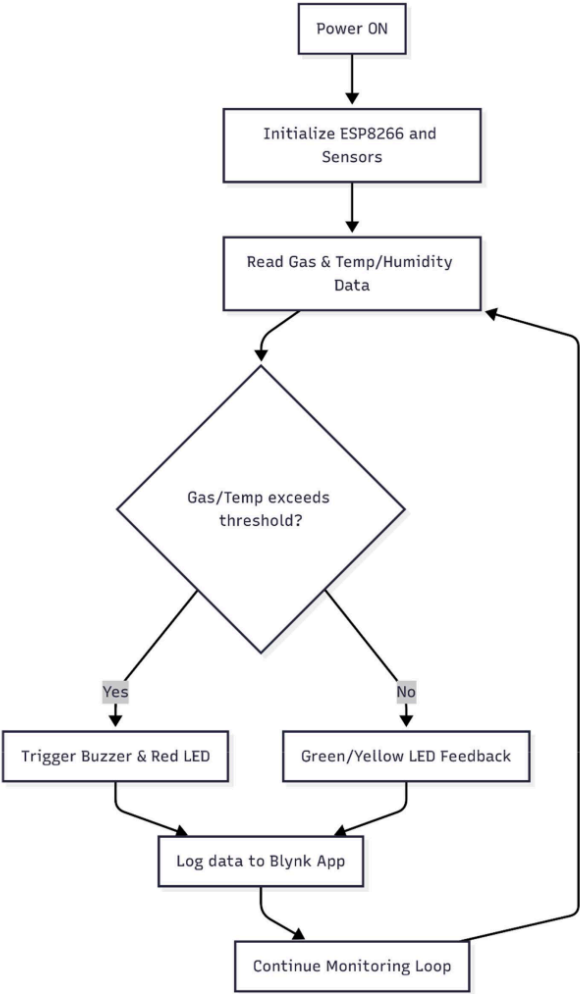 Power ON
Initialize ESP8266 and
Sensors
Read Gas & Temp/Humidity
Data
Gas/Temp exceeds
threshold?
Yes
No
Trigger Buzzer & Red LED
Green/Yellow LED Feedback
Log data to Blynk App
Continue Monitoring Loop